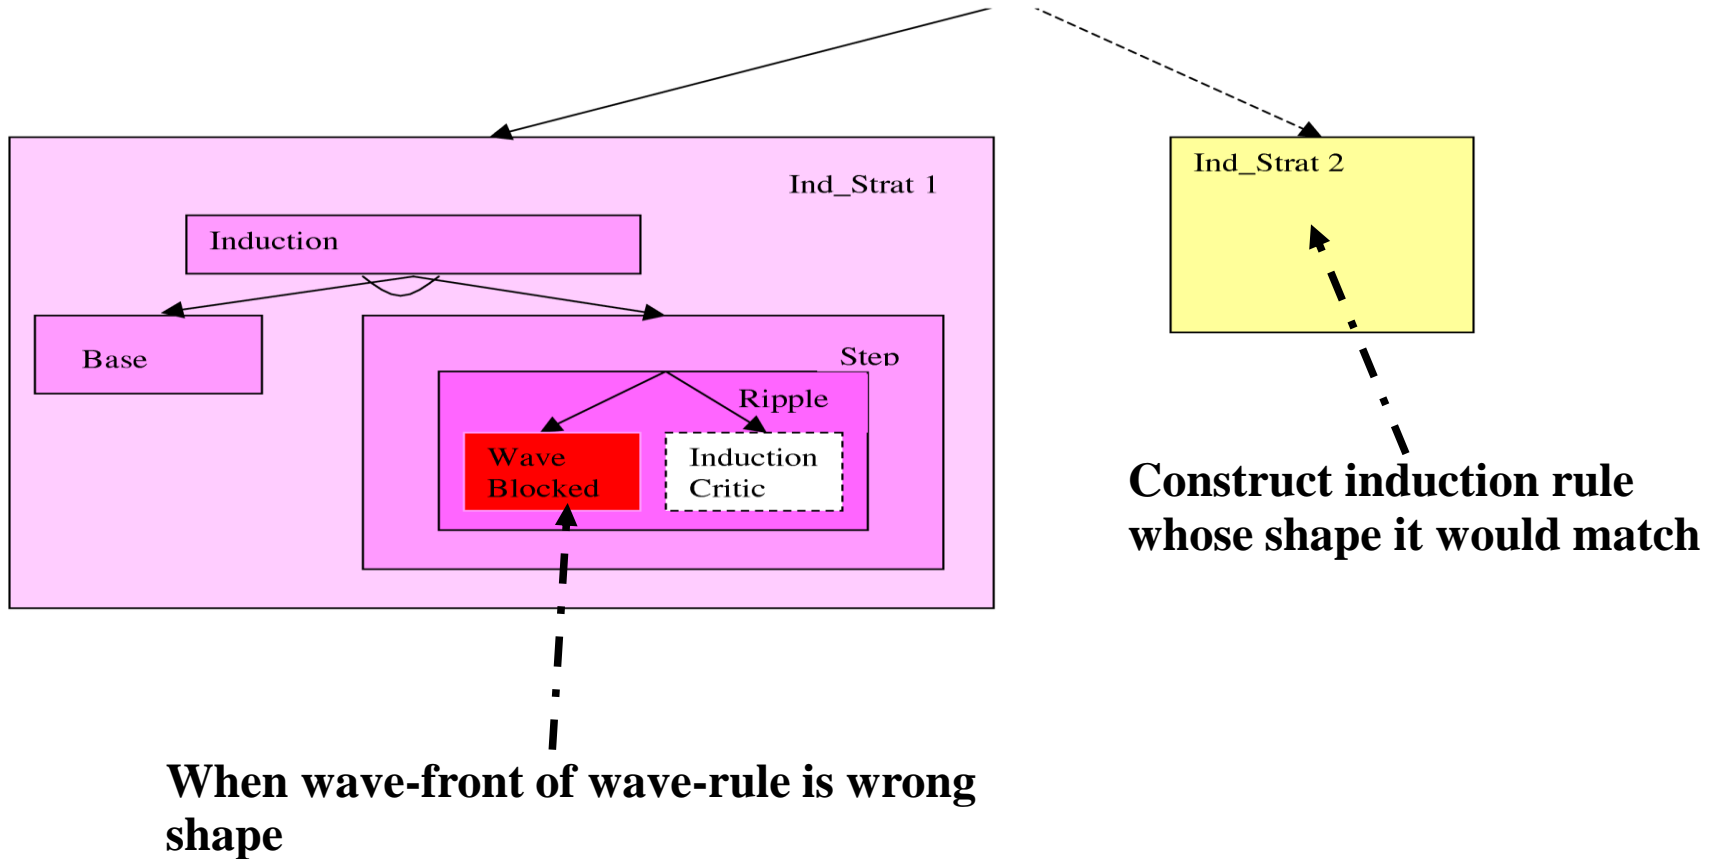 Ind_Strat 1
Ind_Strat 2
Induction
Base
Step
Ripple
Wave
Blocked
Induction
Critic
Construct induction rule
whose shape it would match
When wave-front of wave-rule is wrong
shape